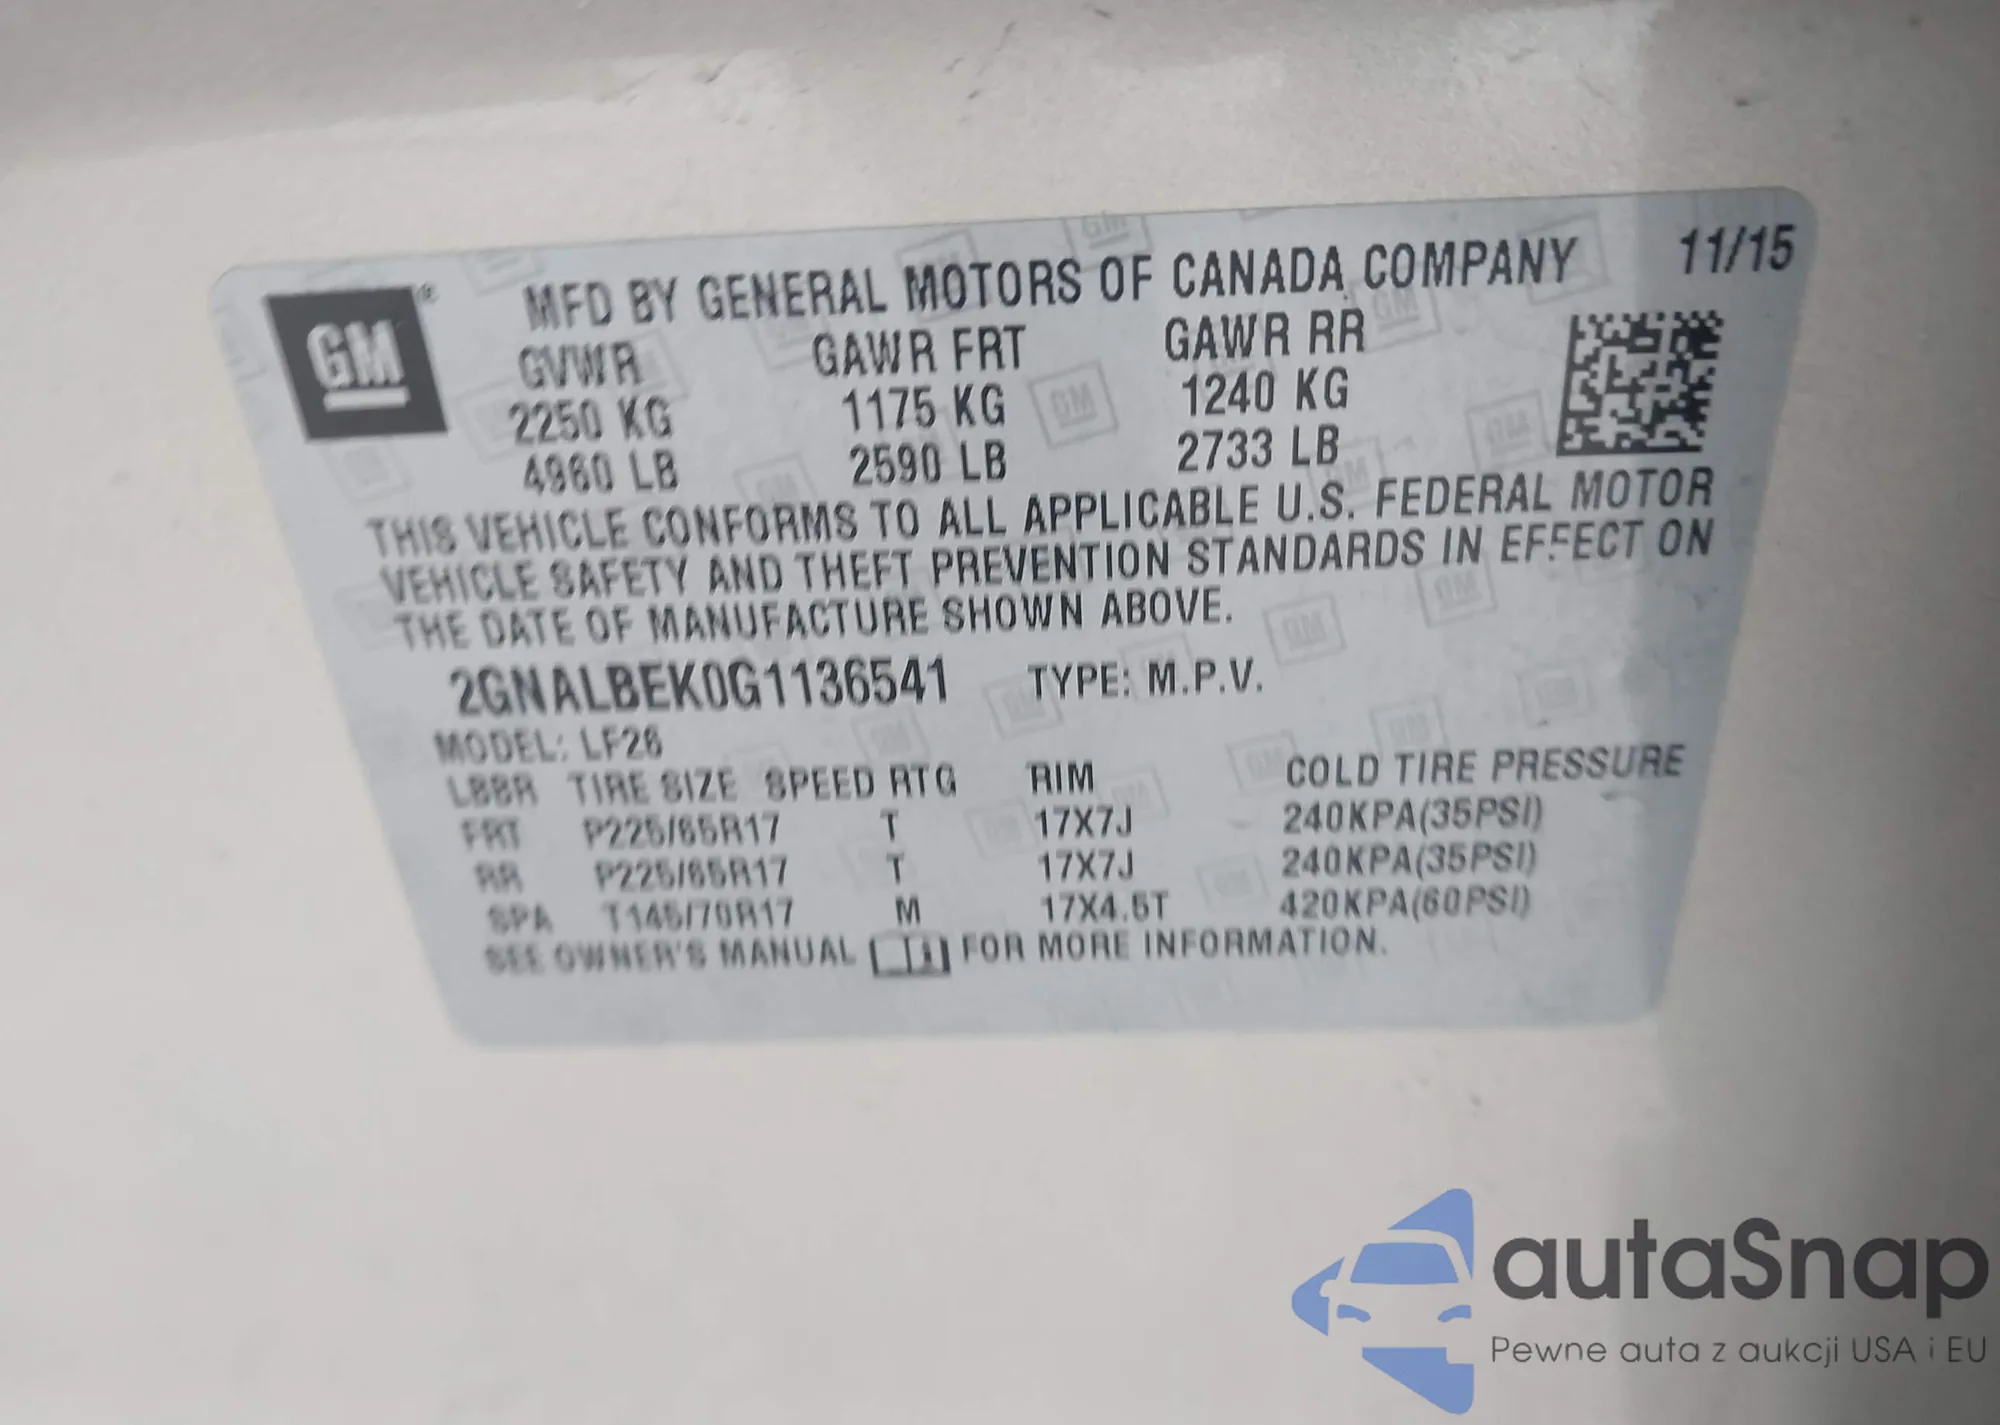 GM
MFD BY GENERAL MOTORS OF CANADA COMPANY 11/15
GVWR GAWR FRT GAWR RR
2250 KG 1175 KG 1240 KG
4960 LB 2590 LB 2733 LB
THIS VEHICLE CONFORMS TO ALL APPLICABLE U.S. FEDERAL MOTOR
VEHICLE SAFETY AND THEFT PREVENTION STANDARDS IN EFFECT ON
THE DATE OF MANUFACTURE SHOWN ABOVE.
2GNALBEK0G1136541 TYPE: M.P.V.
MODEL: LF26
LBBR TIRE SIZE SPEED RTG RIM COLD TIRE PRESSURE
FRT P225/65R17 T 17X7J 240KPA(35PSI)
RR P225/65R17 T 17X7J 240KPA(35PSI)
SPA T145/70R17 M 17X4.5T 420KPA(60PSI)
SEE OWNER'S MANUAL FOR MORE INFORMATION.
autaSnap
Pewne auta z aukcji USA i EU